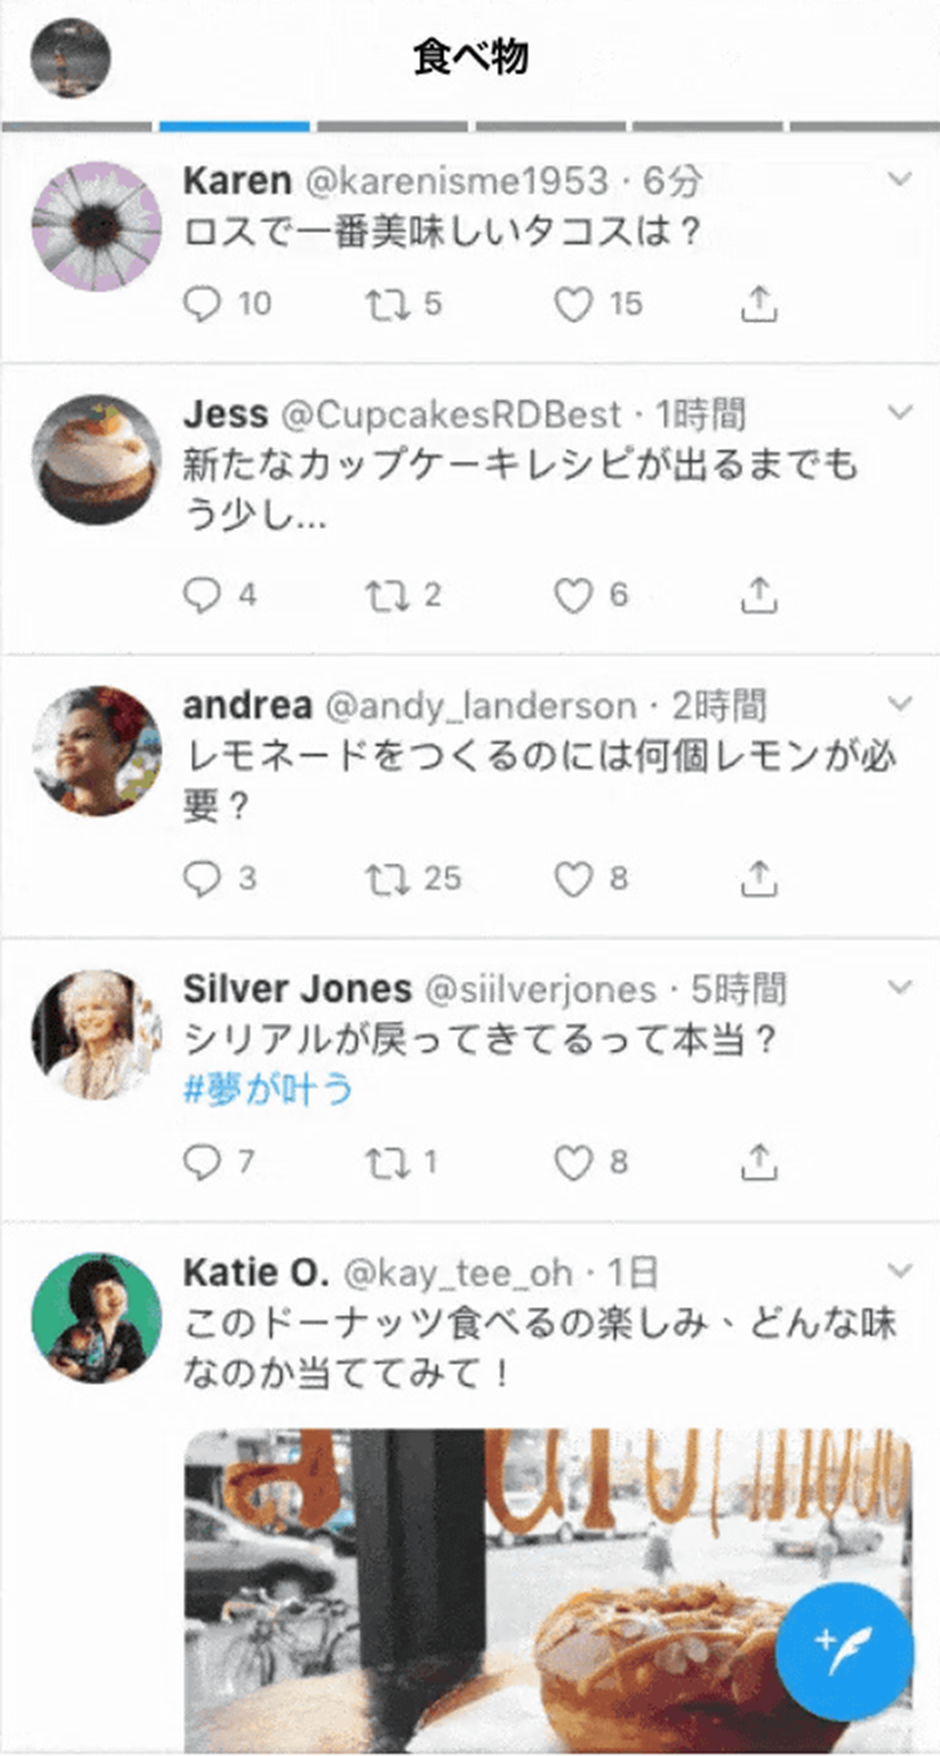 食べ物
Karen @karenisme1953 · 6分
ロスで一番美味しいタコスは？
10 5 15
Jess @CupcakesRDBest · 1時間
新たなカップケーキレシピが出るまでも
う少し...
4 2 6
andrea @andy_landerson · 2時間
レモネードをつくるのには何個レモンが必
要？
3 25 8
Silver Jones @siilverjones · 5時間
シリアルが戻ってきてるって本当？
#夢が叶う
7 1 8
Katie O. @kay_tee_oh · 1日
このドーナッツ食べるの楽しみ、どんな味
なのか当ててみて！